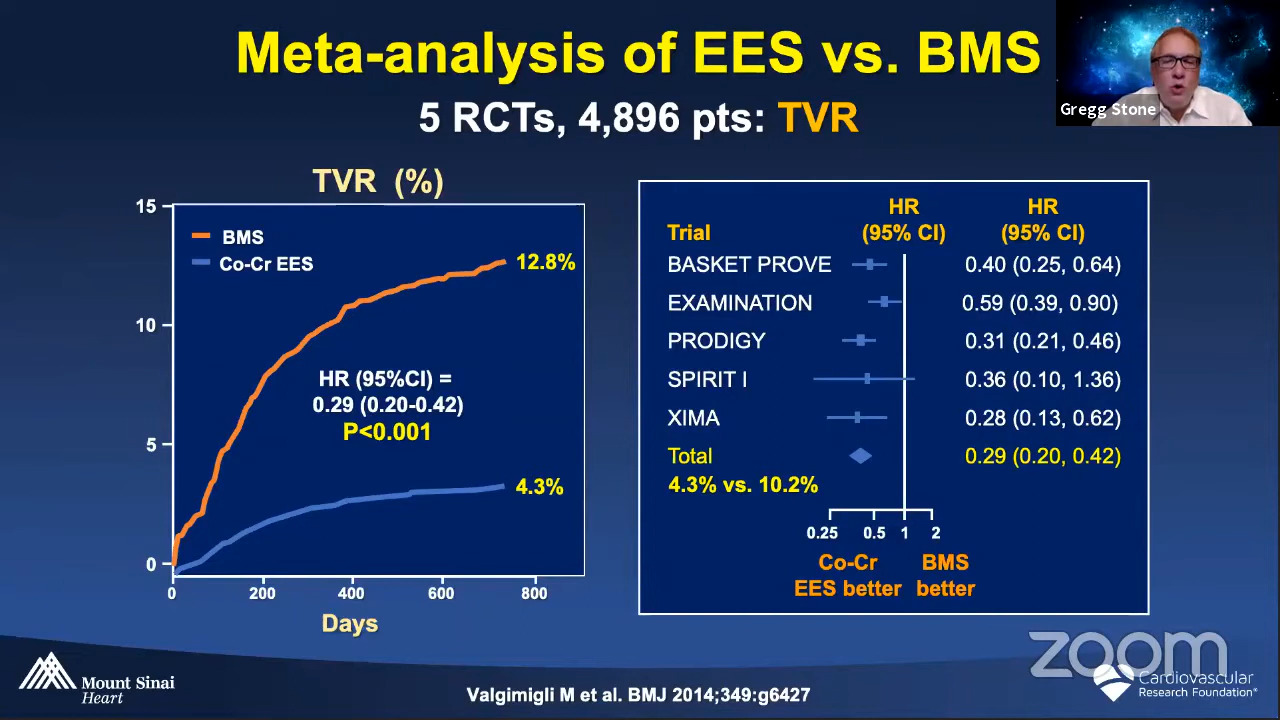 Meta-analysis of EES vs. BMS
5 RCTs, 4,896 pts: TVR
Gregg Stone
TVR (%)
15
10
5
0
BMS
Co-Cr EES
12.8%
HR (95%CI) =
0.29 (0.20-0.42)
P<0.001
4.3%
0 200 400 600 800
Days
HR HR
Trial (95% CI) (95% CI)
BASKET PROVE 0.40 (0.25, 0.64)
EXAMINATION 0.59 (0.39, 0.90)
PRODIGY 0.31 (0.21, 0.46)
SPIRIT I 0.36 (0.10, 1.36)
XIMA 0.28 (0.13, 0.62)
Total 0.29 (0.20, 0.42)
4.3% vs. 10.2%
0.25 0.5 1 2
Co-Cr BMS
EES better better
Mount Sinai
Heart
Valgimigli M et al. BMJ 2014;349:g6427
zoom
Cardiovascular
Research Foundation®